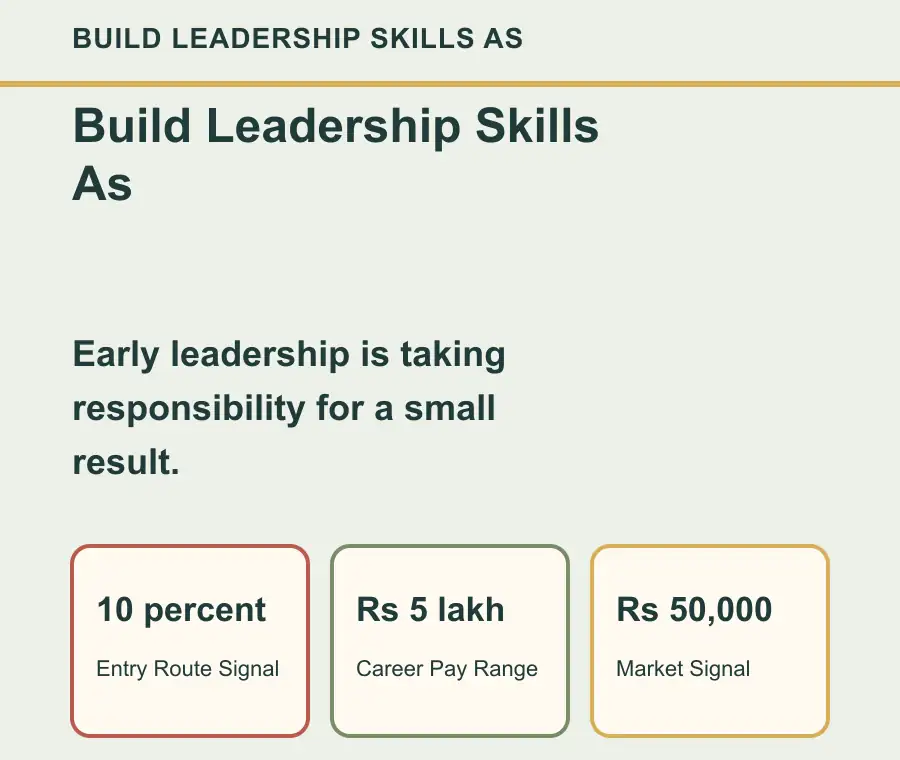 BUILD LEADERSHIP SKILLS AS
Build Leadership Skills
As
Early leadership is taking
responsibility for a small
result.
10 percent
Entry Route Signal
Rs 5 lakh
Career Pay Range
Rs 50,000
Market Signal